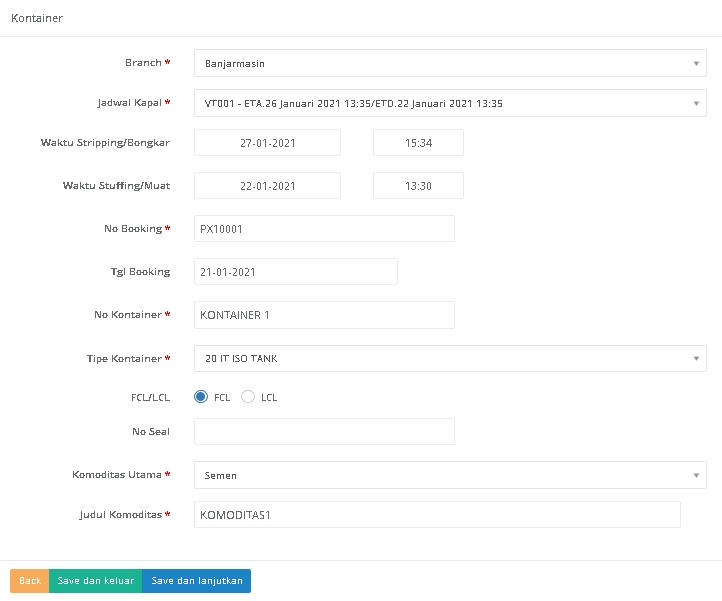 Kontainer
Branch * Banjarmasin
Jadwal Kapal * VT001 - ETA.26 Januari 2021 13:35/ETD.22 Januari 2021 13:35
Waktu Stripping/Bongkar 27-01-2021 15:34
Waktu Stuffing/Muat 22-01-2021 13:30
No Booking * PX10001
Tgl Booking 21-01-2021
No Kontainer * KONTAINER 1
Tipe Kontainer * 20 IT ISO TANK
FCL/LCL FCL LCL
No Seal
Komoditas Utama * Semen
Judul Komoditas * KOMODITAS1
Back Save dan keluar Save dan lanjutkan